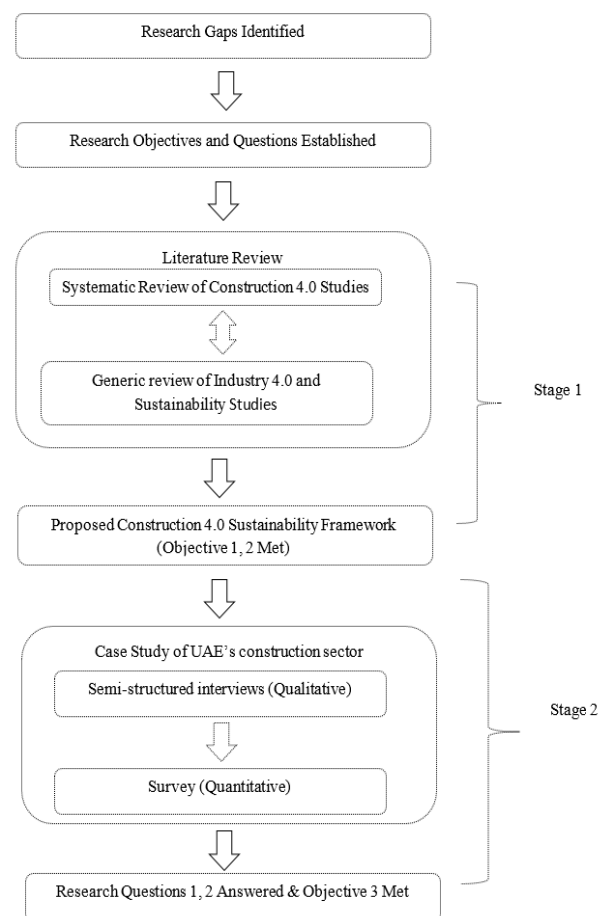 Research Gaps Identified
Research Objectives and Questions Established
Literature Review
Systematic Review of Construction 4.0 Studies
Generic review of Industry 4.0 and
Sustainability Studies
Stage 1
Proposed Construction 4.0 Sustainability Framework
(Objective 1, 2 Met)
Case Study of UAE's construction sector
Semi-structured interviews (Qualitative)
Stage 2
Survey (Quantitative)
Research Questions 1, 2 Answered & Objective 3 Met